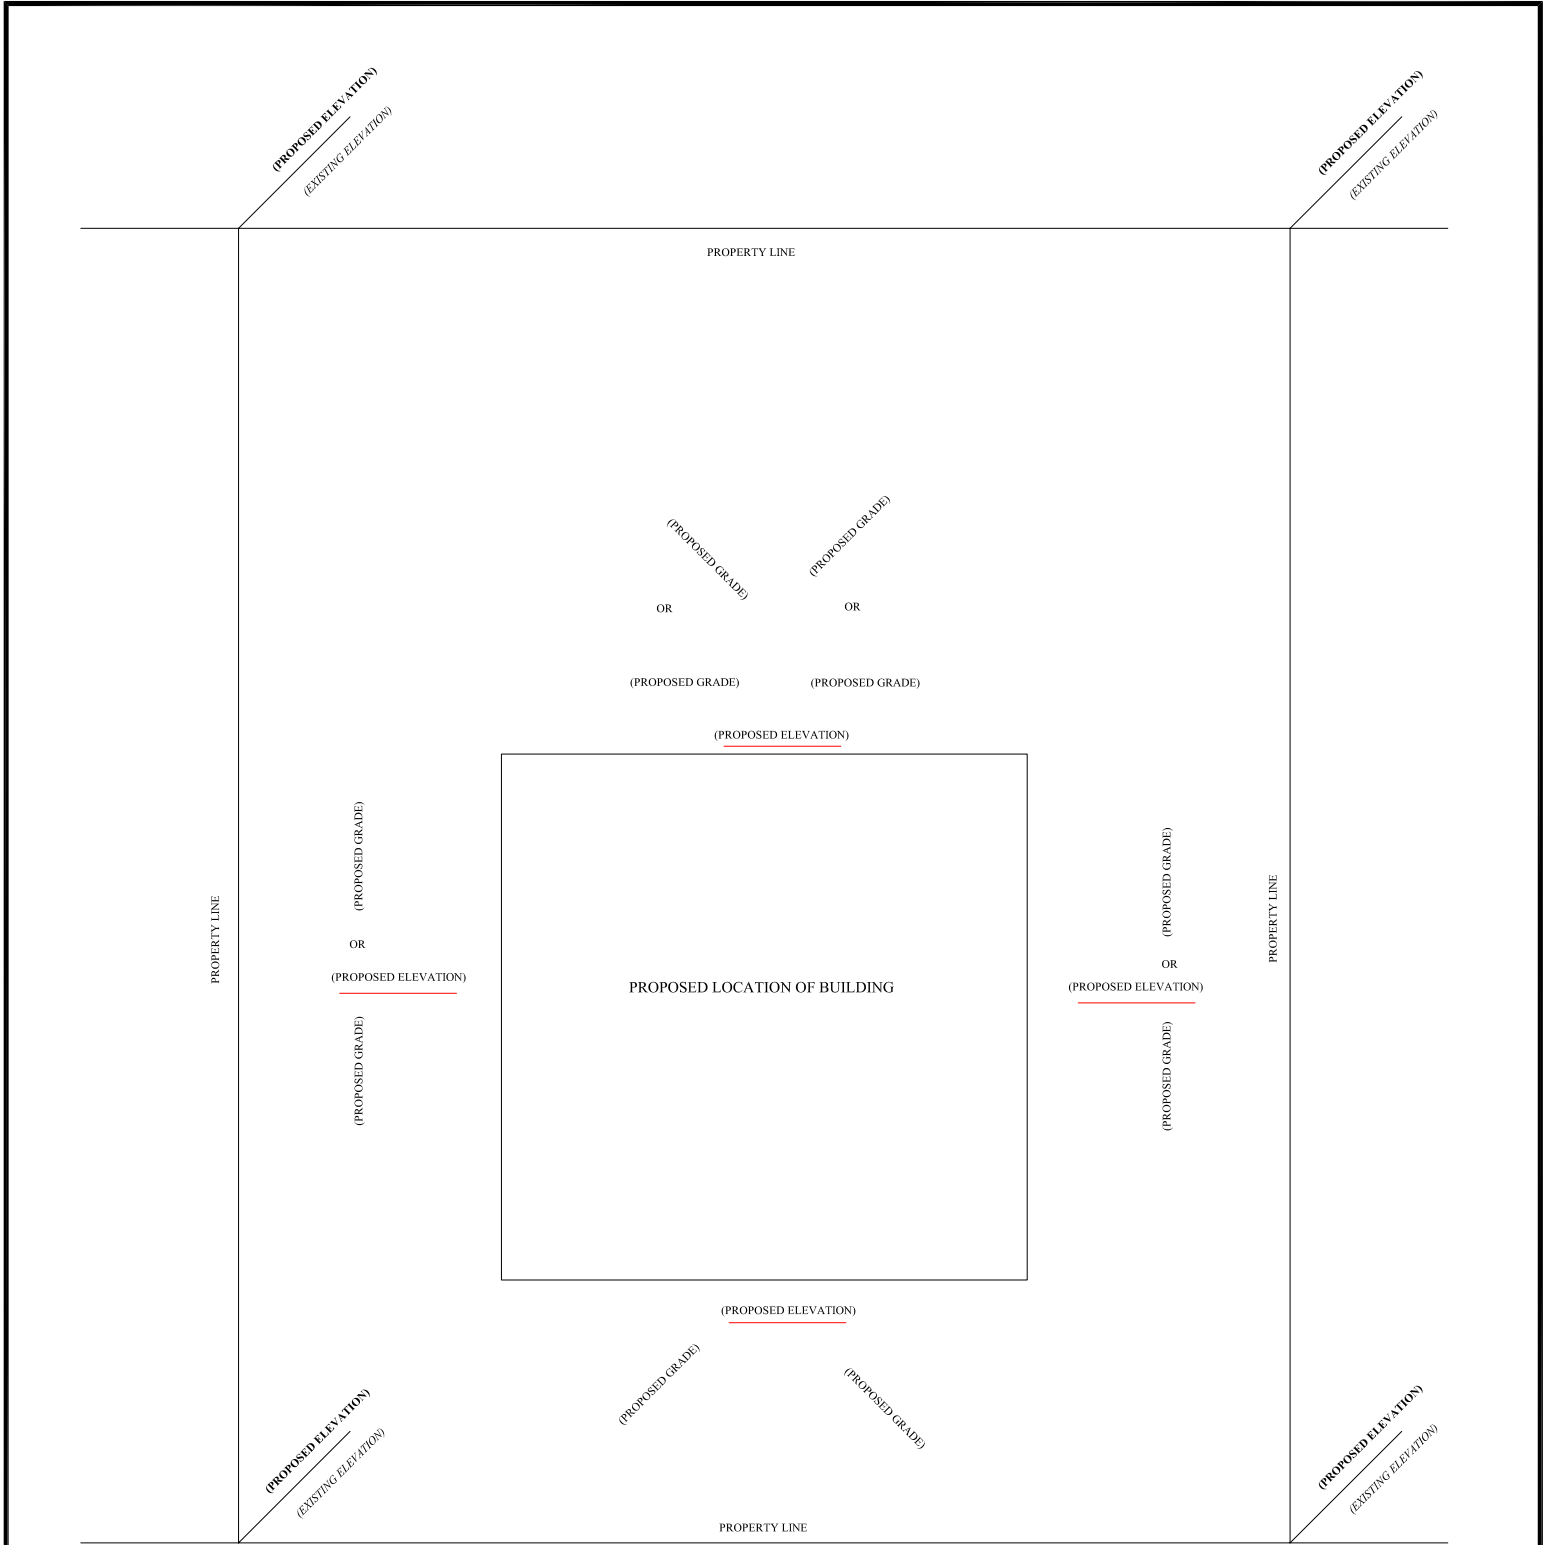 (PROPOSED ELEVATION)
(EXISTING ELEVATION)
(PROPOSED ELEVATION)
(EXISTING ELEVATION)
PROPERTY LINE
(PROPOSED GRADE)
(PROPOSED GRADE)
OR
OR
(PROPOSED GRADE)
(PROPOSED GRADE)
(PROPOSED ELEVATION)
PROPERTY LINE
(PROPOSED GRADE)
OR
(PROPOSED ELEVATION)
(PROPOSED GRADE)
PROPOSED LOCATION OF BUILDING
(PROPOSED GRADE)
OR
(PROPOSED ELEVATION)
(PROPOSED GRADE)
PROPERTY LINE
(PROPOSED ELEVATION)
(PROPOSED GRADE)
(PROPOSED GRADE)
(PROPOSED ELEVATION)
(EXISTING ELEVATION)
(PROPOSED ELEVATION)
(EXISTING ELEVATION)
PROPERTY LINE